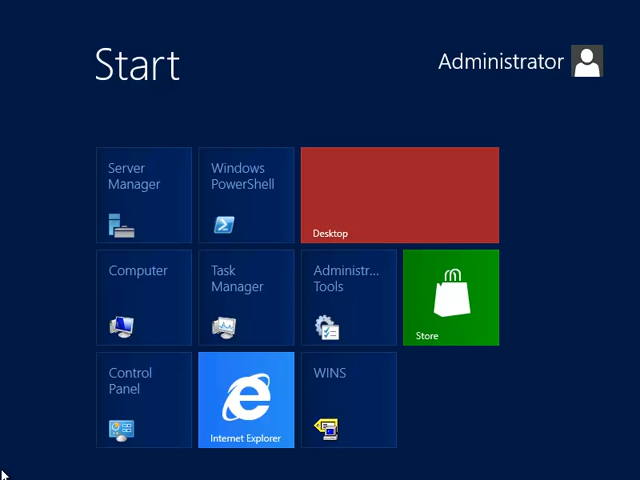 Start
Administrator
Server
Manager
Windows
PowerShell
Desktop
Computer
Task
Manager
Administr...
Tools
Store
Control
Panel
Internet Explorer
WINS